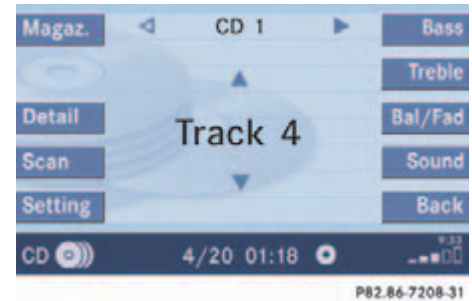 Magaz. CD 1 Bass
Treble
Detail Track 4 Bal/Fad
Scan Sound
Setting Back
CD 4/20 01:18 9:33
P82.86-7208-31